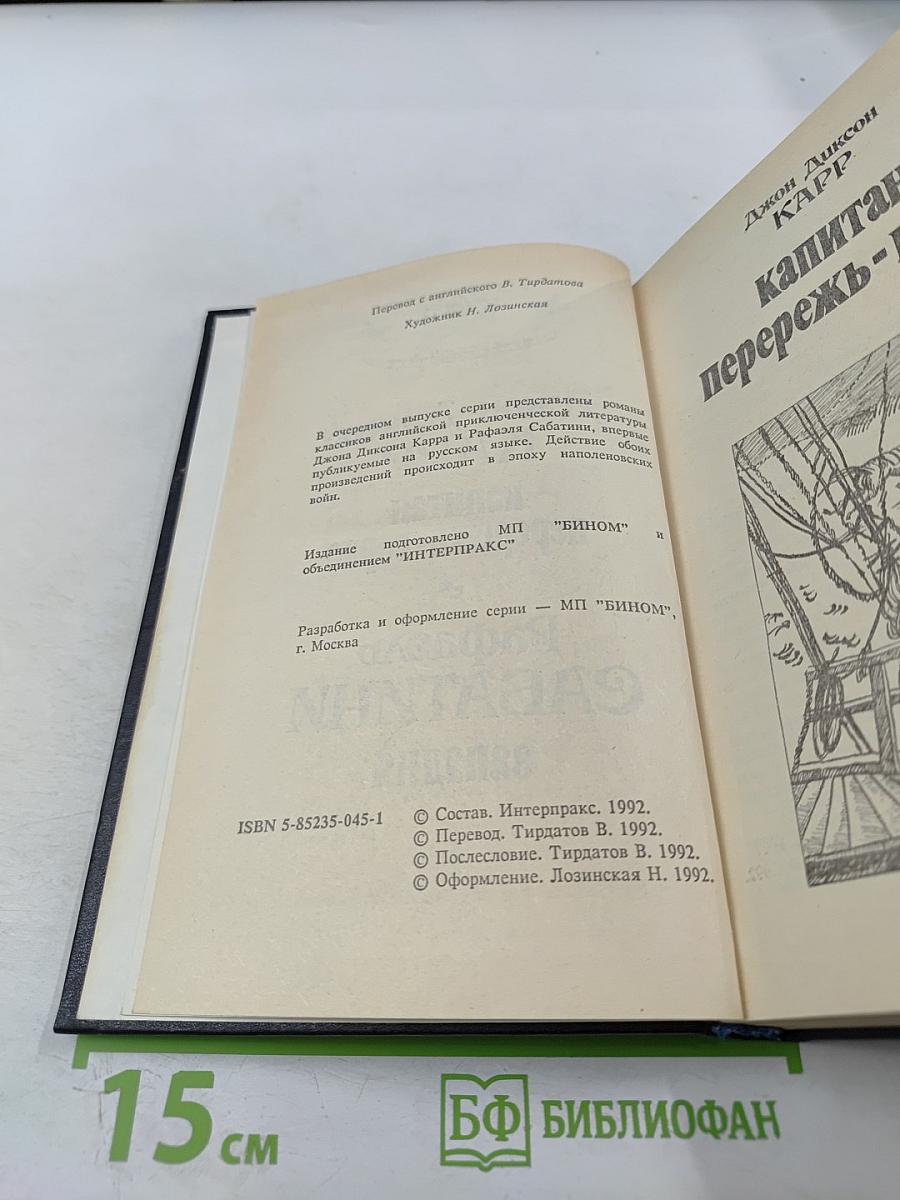 Перевод с английского В. Тирдатова
Художник Н. Лозинская
В очередном выпуске серии представлены романы
классиков английской приключенческой литературы
Джона Диксона Карра и Рафаэля Сабатини, впервые
публикуемые на русском языке. Действие обоих
произведений происходит в эпоху наполеновских
войн.
Издание подготовлено МП "БИНОМ" и
объединением "ИНТЕРПРАКС"
Разработка и оформление серии — МП "БИНОМ",
г. Москва
ISBN 5-85235-045-1
© Состав. Интерпракс. 1992.
© Перевод. Тирдатов В. 1992.
© Послесловие. Тирдатов В. 1992.
© Оформление. Лозинская Н. 1992.
Джон Диксон
КАРР
капитан
перережь-
15 см
БФ БИБЛИОФАН